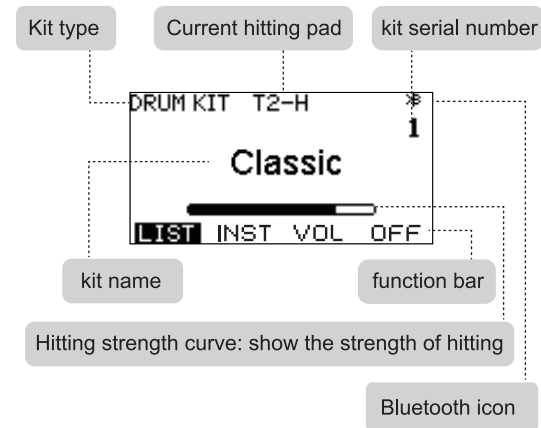 Kit type
Current hitting pad
kit serial number
DRUM KIT T2-H
1
Classic
LIST INST VOL OFF
kit name
function bar
Hitting strength curve: show the strength of hitting
Bluetooth icon